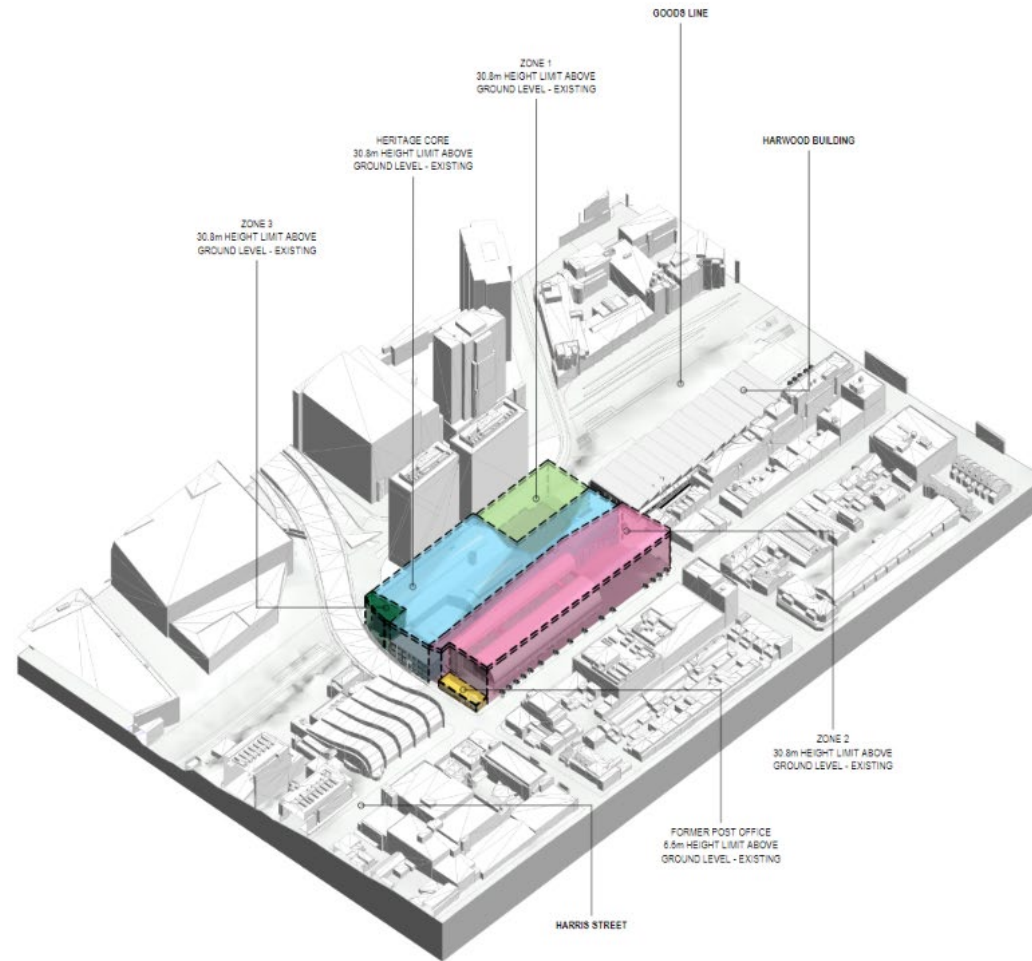 GOODS LINE
ZONE 1
30.8m HEIGHT LIMIT ABOVE
GROUND LEVEL - EXISTING
HERITAGE CORE
30.8m HEIGHT LIMIT ABOVE
GROUND LEVEL - EXISTING
HARWOOD BUILDING
ZONE 3
30.8m HEIGHT LIMIT ABOVE
GROUND LEVEL - EXISTING
ZONE 2
30.8m HEIGHT LIMIT ABOVE
GROUND LEVEL - EXISTING
FORMER POST OFFICE
6.6m HEIGHT LIMIT ABOVE
GROUND LEVEL - EXISTING
HARRIS STREET